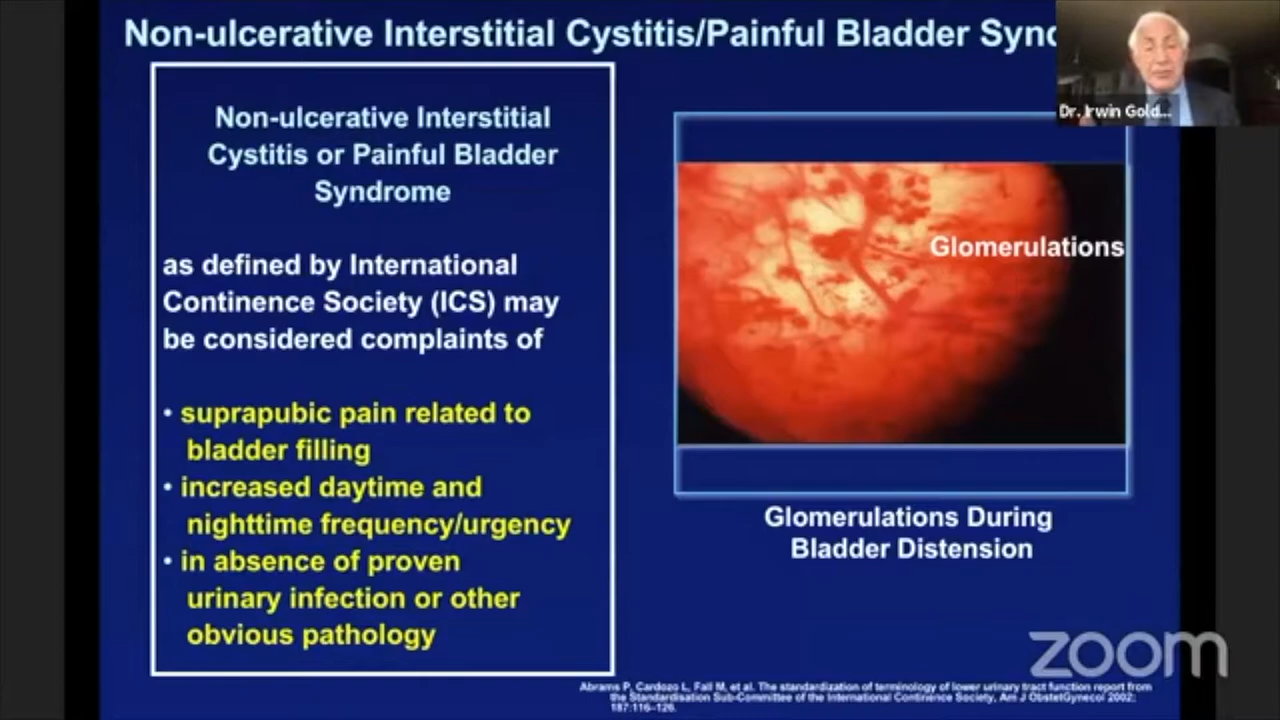 Non-ulcerative Interstitial Cystitis/Painful Bladder Sync
Dr. Irwin Gold...
Non-ulcerative Interstitial
Cystitis or Painful Bladder
Syndrome
as defined by International
Continence Society (ICS) may
be considered complaints of
• suprapubic pain related to
bladder filling
• increased daytime and
nighttime frequency/urgency
• in absence of proven
urinary infection or other
obvious pathology
Glomerulations
Glomerulations During
Bladder Distension
zoom
Abrams P, Cardozo L, Fall M, et al. The standardization of terminology of lower urinary tract function report from
the Standardisation Sub-Committee of the International Continence Society, Am J ObstetGynecol 2002;
187:116–126.